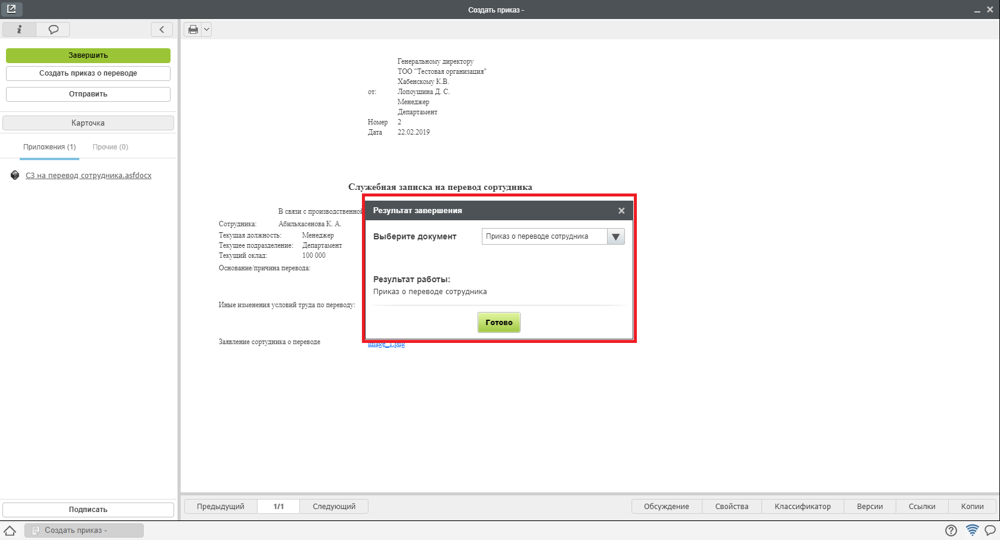 Создать приказ -
Завершить
Создать приказ о переводе
Отправить
Карточка
Приложения (1)
Прочие (0)
СЗ на перевод сотрудника.asfdocx
Подписать
Генеральному директору
ТОО "Тестовая организация"
Хабенскому К.В.
от: Лопоушина Д. С.
Менеджер
Департамент
Номер 2
Дата 22.02.2019
Служебная записка на перевод сортудника
В связи с производственной
Сотрудника: Абильхасенова К. А.
Текущая должность: Менеджер
Текущее подразделение: Департамент
Текущий оклад: 100 000
Основание/причина перевода:
Иные изменения условий труда по переводу:
Заявление сортудника о переводе image_1.png
Результат завершения
Выберите документ Приказ о переводе сотрудника
Результат работы:
Приказ о переводе сотрудника
Готово
Предыдущий 1/1 Следующий
Обсуждение Свойства Классификатор Версии Ссылки Копии
Создать приказ -